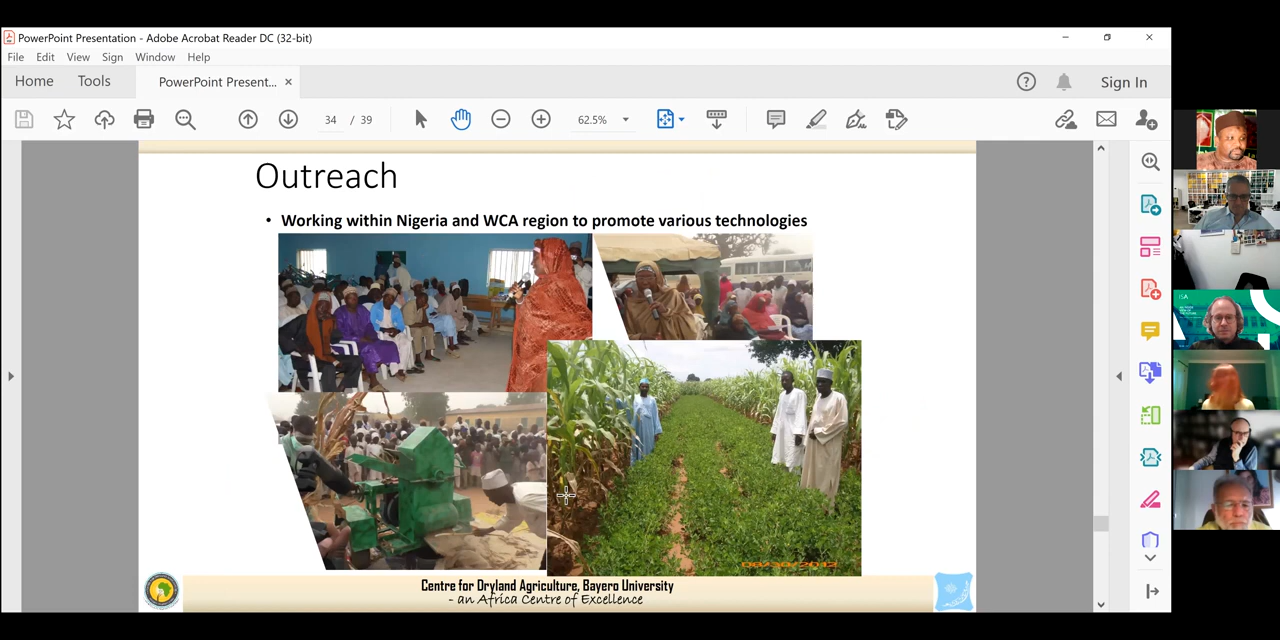 PowerPoint Presentation - Adobe Acrobat Reader DC (32-bit)
File Edit View Sign Window Help
Home Tools PowerPoint Present... Sign In
34 / 39 62.5%
Outreach
• Working within Nigeria and WCA region to promote various technologies
Centre for Dryland Agriculture, Bayero University
- an Africa Centre of Excellence